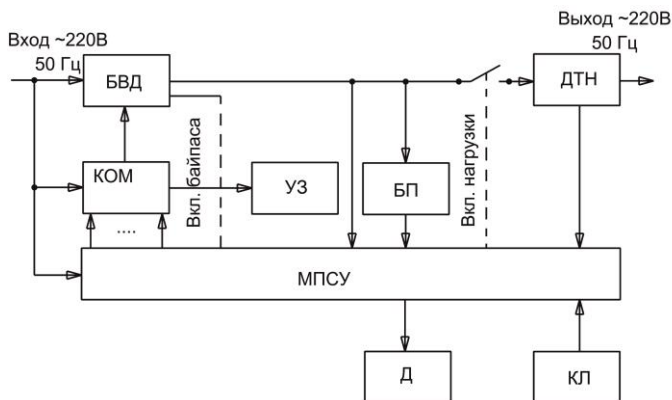 Вход ~220В
50 Гц
Выход ~220В
50 Гц
БВД
ДТН
КОМ
Вкл. байпаса
УЗ
БП
Вкл. нагрузки
....
МПСУ
Д
КЛ